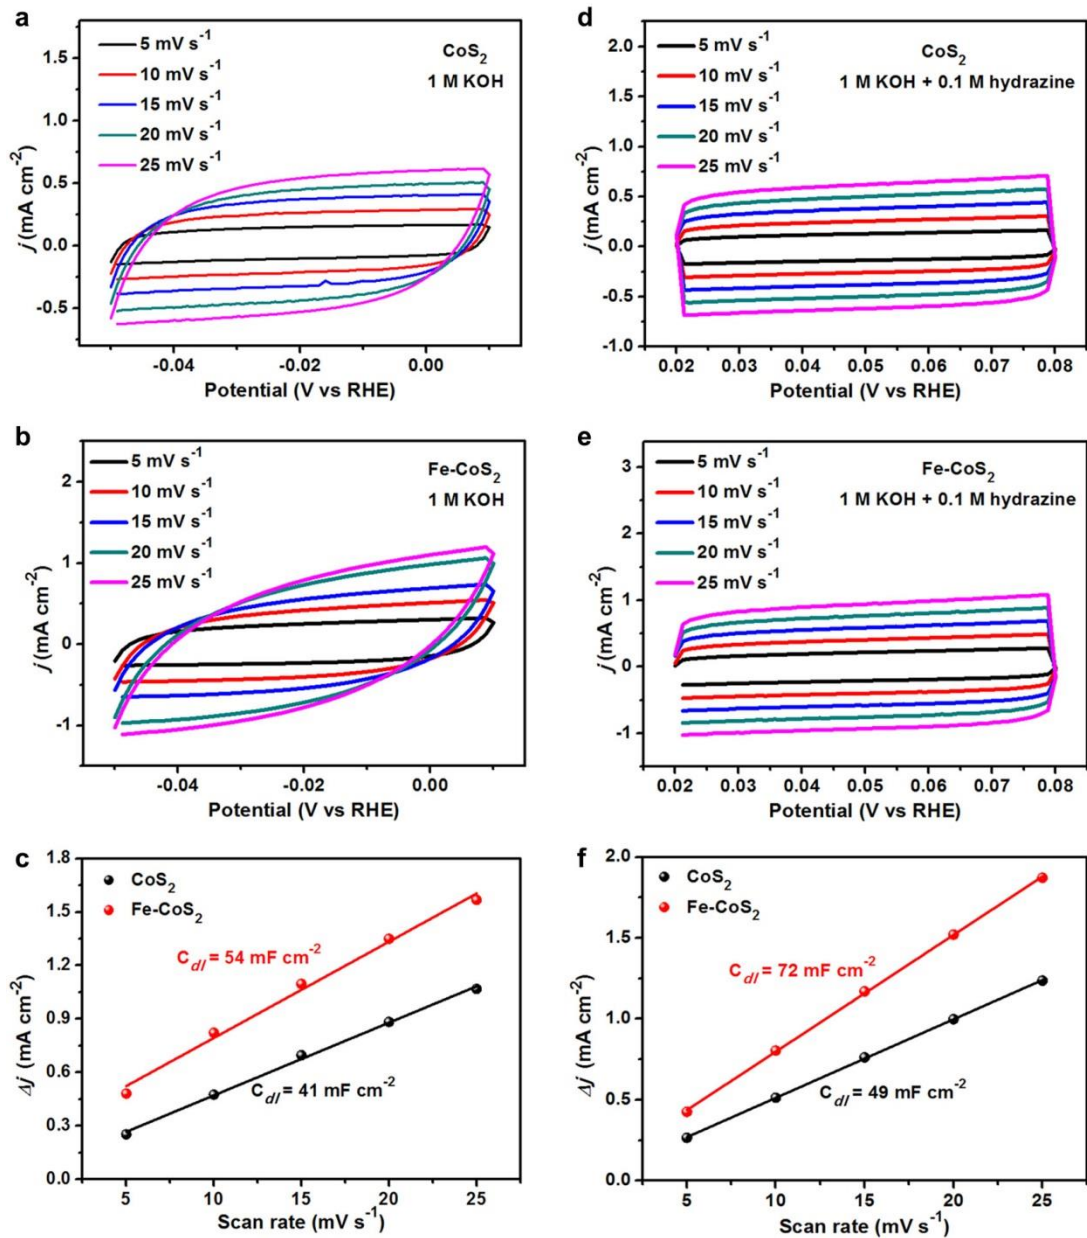 a
1.5
1.0
0.5
0.0
-0.5
j (mA cm⁻²)
5 mV s⁻¹
10 mV s⁻¹
15 mV s⁻¹
20 mV s⁻¹
25 mV s⁻¹
CoS₂
1 M KOH
-0.04
-0.02
0.00
Potential (V vs RHE)
d
2.0
1.5
1.0
0.5
0.0
-0.5
-1.0
j (mA cm⁻²)
5 mV s⁻¹
10 mV s⁻¹
15 mV s⁻¹
20 mV s⁻¹
25 mV s⁻¹
CoS₂
1 M KOH + 0.1 M hydrazine
0.02 0.03 0.04 0.05 0.06 0.07 0.08
Potential (V vs RHE)
b
2
1
0
-1
j (mA cm⁻²)
5 mV s⁻¹
10 mV s⁻¹
15 mV s⁻¹
20 mV s⁻¹
25 mV s⁻¹
Fe-CoS₂
1 M KOH
-0.04
-0.02
0.00
Potential (V vs RHE)
e
3
2
1
0
-1
j (mA cm⁻²)
5 mV s⁻¹
10 mV s⁻¹
15 mV s⁻¹
20 mV s⁻¹
25 mV s⁻¹
Fe-CoS₂
1 M KOH + 0.1 M hydrazine
0.02 0.03 0.04 0.05 0.06 0.07 0.08
Potential (V vs RHE)
c
1.8
1.5
1.2
0.9
0.6
0.3
0.0
Δj (mA cm⁻²)
CoS₂
Fe-CoS₂
C_dl = 54 mF cm⁻²
C_dl = 41 mF cm⁻²
5 10 15 20 25
Scan rate (mV s⁻¹)
f
2.0
1.5
1.0
0.5
0.0
Δj (mA cm⁻²)
CoS₂
Fe-CoS₂
C_dl = 72 mF cm⁻²
C_dl = 49 mF cm⁻²
5 10 15 20 25
Scan rate (mV s⁻¹)